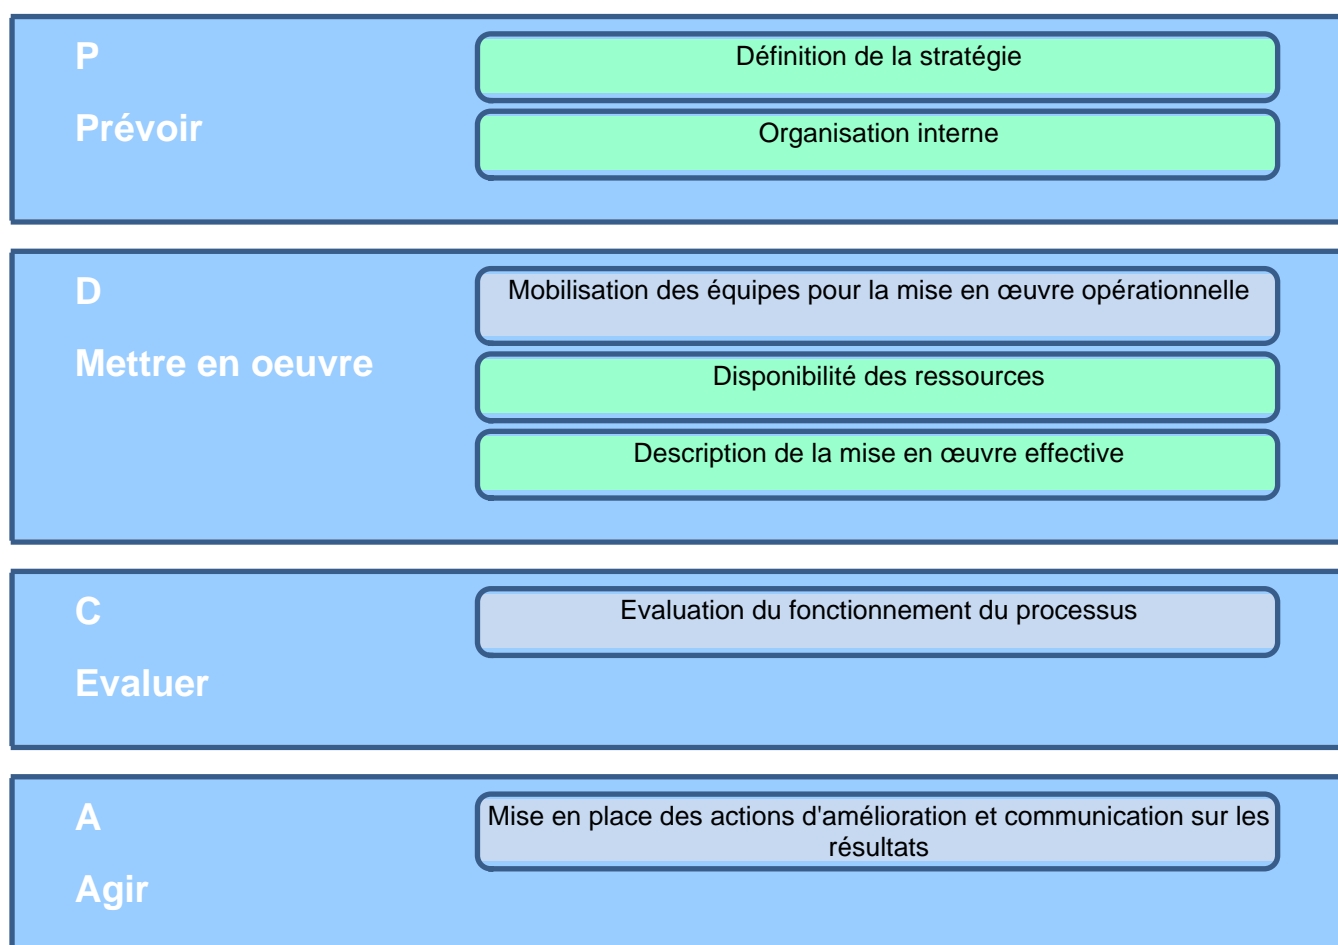 P
Prévoir
Définition de la stratégie
Organisation interne
D
Mettre en oeuvre
Mobilisation des équipes pour la mise en œuvre opérationnelle
Disponibilité des ressources
Description de la mise en œuvre effective
C
Evaluer
Evaluation du fonctionnement du processus
A
Agir
Mise en place des actions d'amélioration et communication sur les
résultats